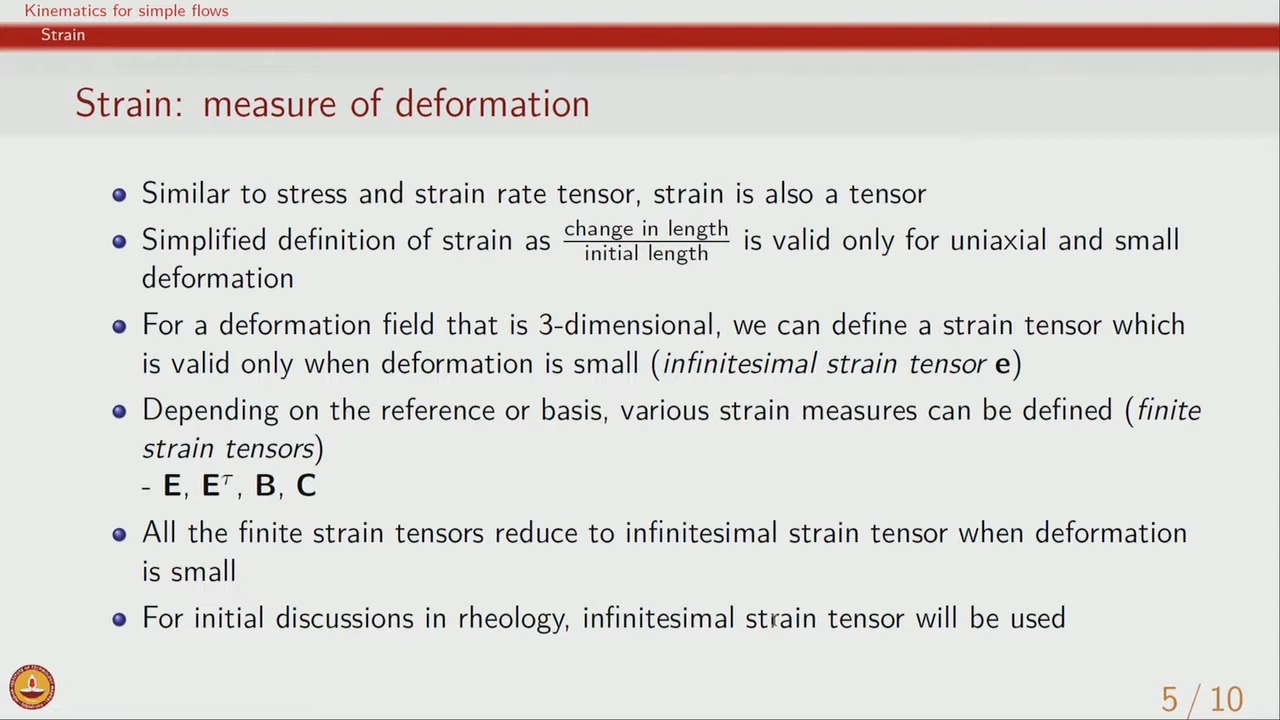 Kinematics for simple flows
Strain
Strain: measure of deformation
Similar to stress and strain rate tensor, strain is also a tensor
Simplified definition of strain as change in length / initial length is valid only for uniaxial and small
deformation
For a deformation field that is 3-dimensional, we can define a strain tensor which
is valid only when deformation is small (infinitesimal strain tensor e)
Depending on the reference or basis, various strain measures can be defined (finite
strain tensors)
- E, E^τ, B, C
All the finite strain tensors reduce to infinitesimal strain tensor when deformation
is small
For initial discussions in rheology, infinitesimal strain tensor will be used
5 / 10